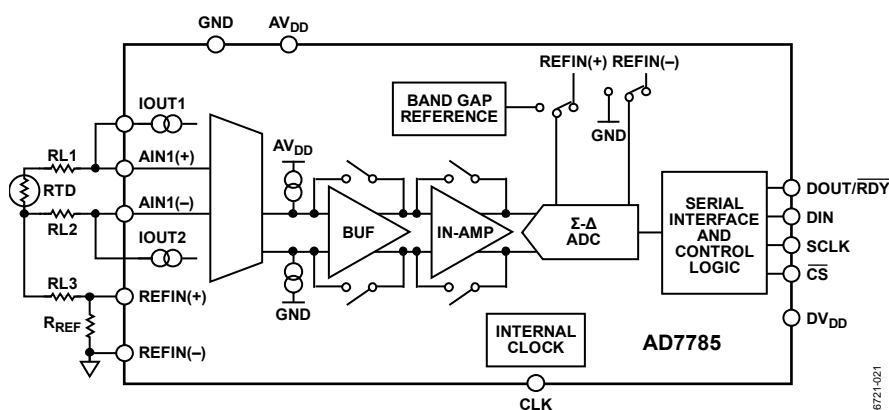 GND AVDD
REFIN(+) REFIN(–)
BAND GAP
REFERENCE
GND
IOUT1
RL1
AIN1(+)
RTD
AIN1(–)
RL2
IOUT2
RL3
REFIN(+)
RREF
REFIN(–)
AVDD
BUF
IN-AMP
GND
Σ-Δ
ADC
SERIAL
INTERFACE
AND
CONTROL
LOGIC
DOUT/RDY
DIN
SCLK
CS
DVDD
INTERNAL
CLOCK
AD7785
CLK
6721-021